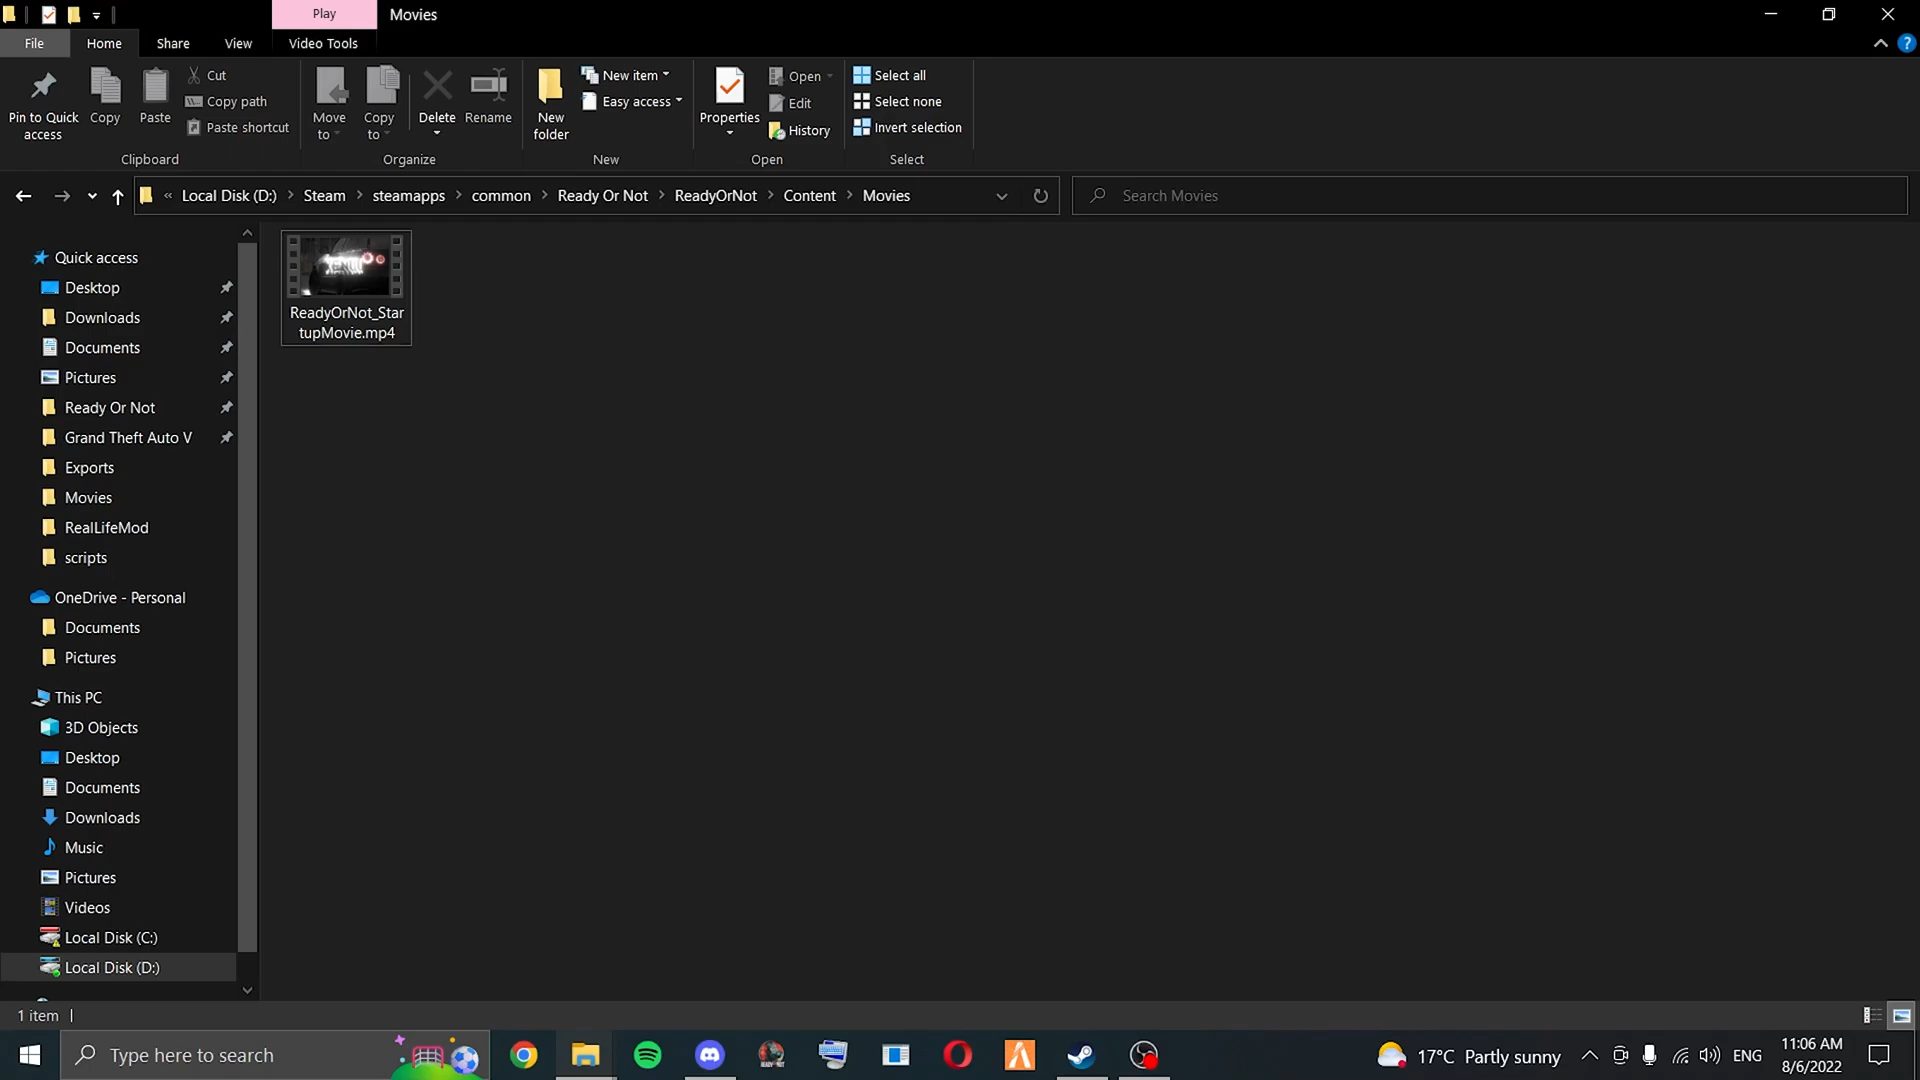 Play
Movies
File
Home
Share
View
Video Tools
Pin to Quick
access
Copy
Paste
Cut
Copy path
Paste shortcut
Clipboard
Move
to
Copy
to
Delete
Rename
Organize
New
folder
New item
Easy access
New
Properties
Open
Edit
History
Open
Select all
Select none
Invert selection
Select
« Local Disk (D:) > Steam > steamapps > common > Ready Or Not > ReadyOrNot > Content > Movies
Search Movies
Quick access
Desktop
Downloads
Documents
Pictures
Ready Or Not
Grand Theft Auto V
Exports
Movies
RealLifeMod
scripts
OneDrive - Personal
Documents
Pictures
This PC
3D Objects
Desktop
Documents
Downloads
Music
Pictures
Videos
Local Disk (C:)
Local Disk (D:)
ReadyOrNot_Star
tupMovie.mp4
1 item
Type here to search
17°C Partly sunny
ENG
11:06 AM
8/6/2022